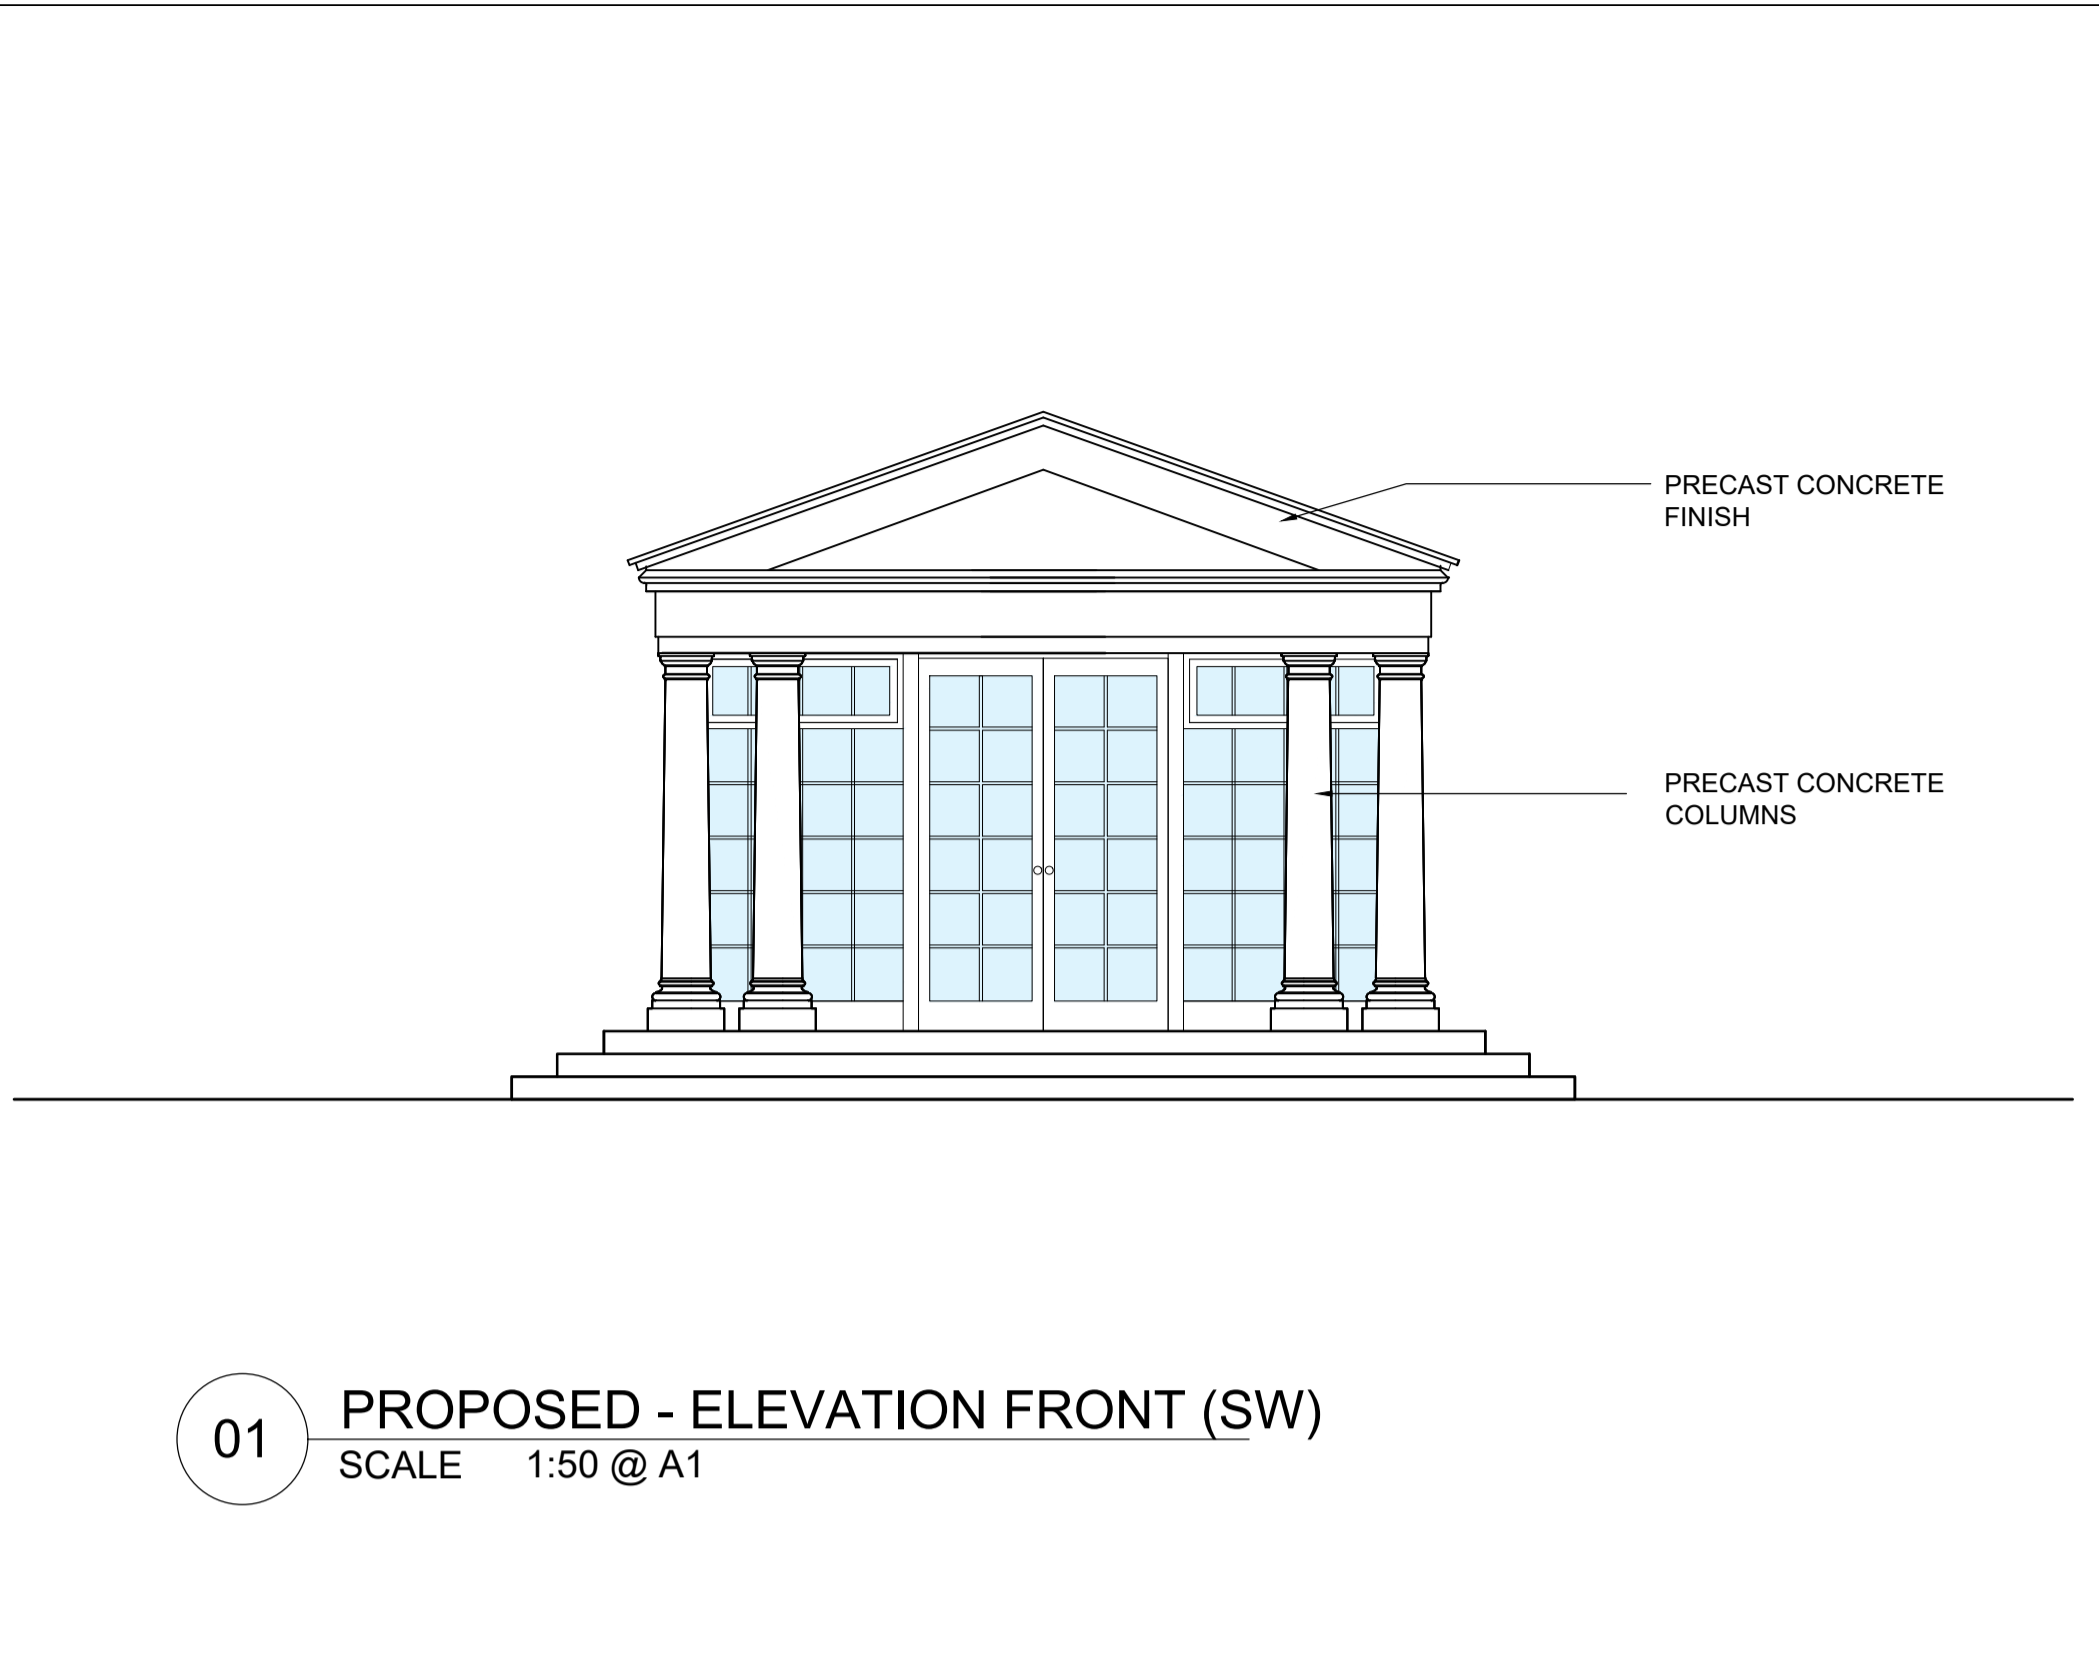 PRECAST CONCRETE
FINISH
PRECAST CONCRETE
COLUMNS
01
PROPOSED - ELEVATION FRONT (SW)
SCALE 1:50 @ A1